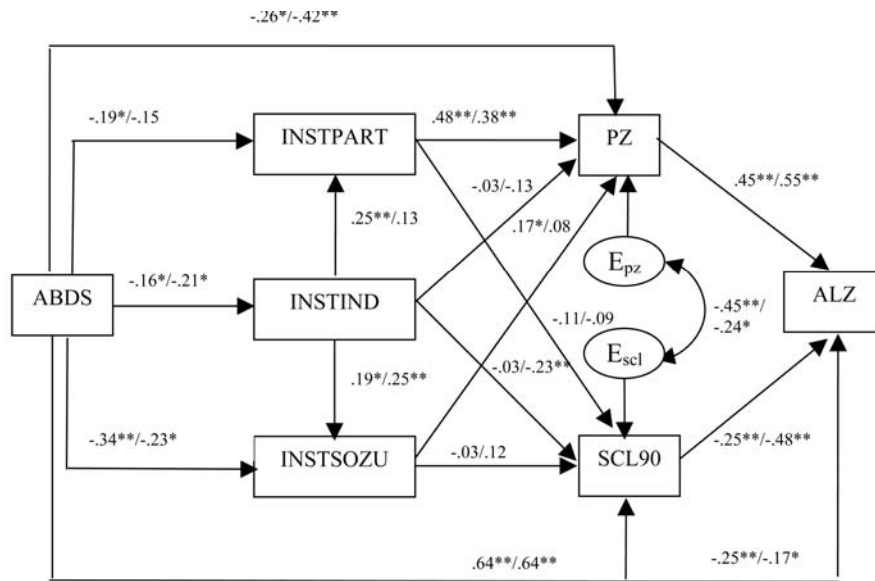 -.26*/-.42**
-.19*/-.15
.48**/.38**
INSTPART
PZ
-.03/-.13
.45**/.55**
.25**/.13
.17*/.08
E_pz
ABDS
-.16*/-.21*
INSTIND
ALZ
-.11/-.09
-.45**/
-.24*
E_scl
.19*/.25**
-.03/-.23**
-.34**/-.23*
INSTSOZU
-.03/.12
SCL90
-.25**/-.48**
.64**/.64**
-.25**/-.17*